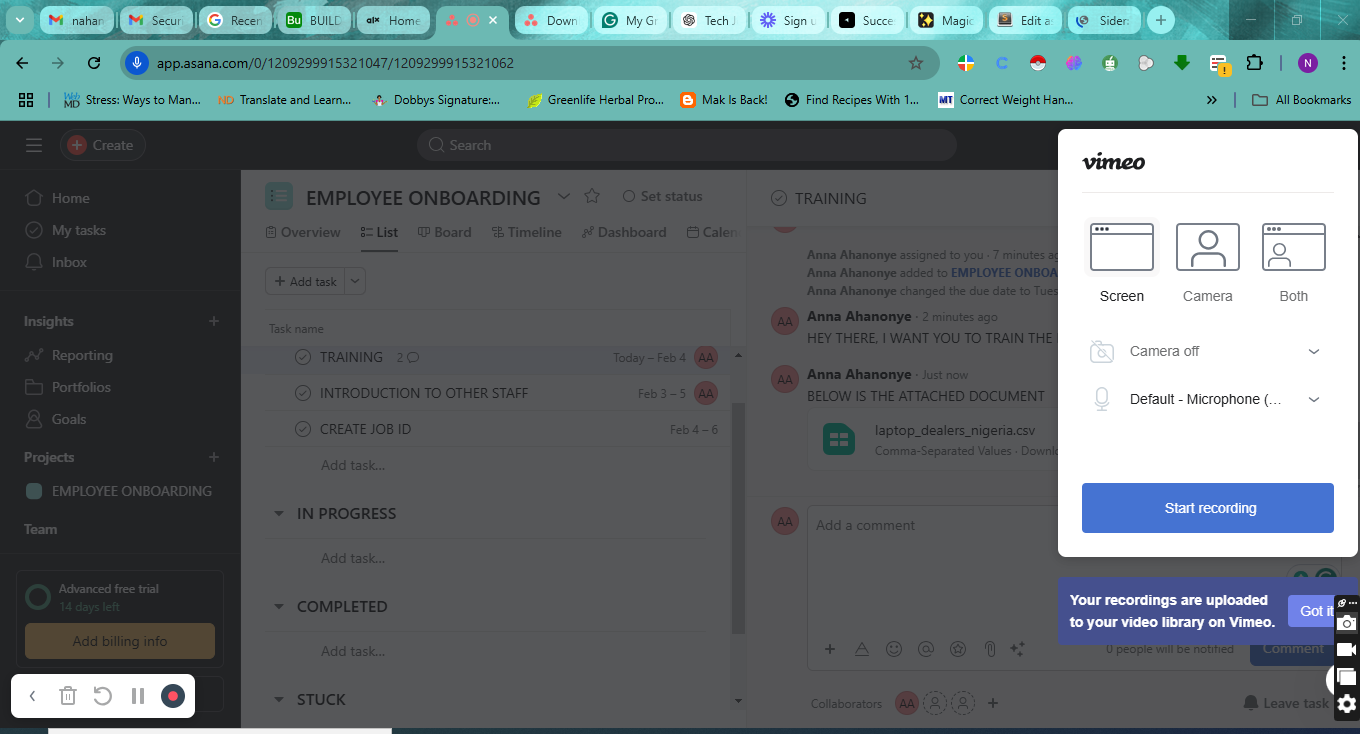 nahan
Securi
Recen
Bu BUILD
alx Home
Down
My Gr
Tech J
Sign u
Succe
Magic
Edit a
Sider:
app.asana.com/0/1209299915321047/1209299915321062
N
Stress: Ways to Man...
ND Translate and Learn...
Dobbys Signature:...
Greenlife Herbal Pro...
Mak Is Back!
Find Recipes With 1...
MT Correct Weight Han...
All Bookmarks
Create
Search
Home
My tasks
Inbox
Insights
Reporting
Portfolios
Goals
Projects
EMPLOYEE ONBOARDING
Team
Advanced free trial
14 days left
Add billing info
EMPLOYEE ONBOARDING
Set status
Overview List Board Timeline Dashboard Calen
Add task
Task name
TRAINING 2 Today – Feb 4 AA
INTRODUCTION TO OTHER STAFF Feb 3 – 5 AA
CREATE JOB ID Feb 4 – 6
Add task...
IN PROGRESS
Add task...
COMPLETED
Add task...
STUCK
TRAINING
Anna Ahanonye assigned to you · 7 minutes ag
Anna Ahanonye added to EMPLOYEE ONBOA
Anna Ahanonye changed the due date to Tues
AA Anna Ahanonye · 2 minutes ago
HEY THERE, I WANT YOU TO TRAIN THE
AA Anna Ahanonye · Just now
BELOW IS THE ATTACHED DOCUMENT
laptop_dealers_nigeria.csv
Comma-Separated Values · Downlo
AA Add a comment
0 people will be notified
Comment
Collaborators AA
Leave task
vimeo
Screen Camera Both
Camera off
Default - Microphone (...
Start recording
Your recordings are uploaded
to your video library on Vimeo.
Got it